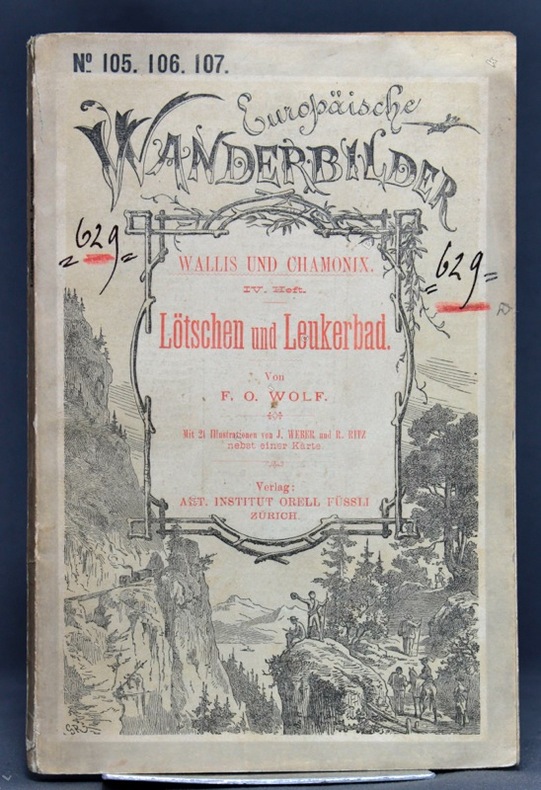 Nº 105. 106. 107.
Europäische
WANDERBILDER
629
629
WALLIS UND CHAMONIX.
IV. Heft.
Lötschen und Leukerbad.
Von
F. O. WOLF.
Mit 21 Illustrationen von J. WEBER und R. RITZ
nebst einer Karte.
Verlag:
ART. INSTITUT ORELL FÜSSLI
ZÜRICH.